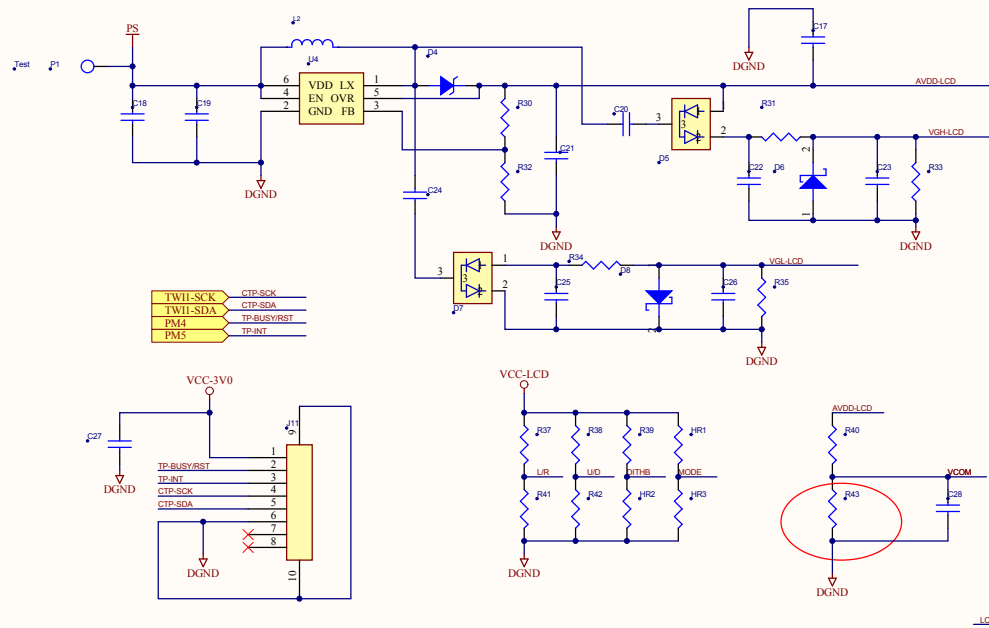 PS
L2
U4
Test
P1
D4
C17
DGND
AVDD-LCD
6
VDD LX
1
4
EN OVR
5
2
GND FB
3
C18
C19
R30
C21
R32
C20
3
3
1
2
D5
R31
VGH-LCD
C22
D6
2
1
C23
R33
DGND
DGND
DGND
C24
3
3
1
2
D7
R34
C25
D8
VGL-LCD
2
C26
R35
DGND
TWI1-SCK
CTP-SCK
TWI1-SDA
CTP-SDA
PM4
TP-BUSY/RST
PM5
TP-INT
VCC-3V0
C27
DGND
J11
9
1
TP-BUSY/RST
2
TP-INT
3
CTP-SCK
4
CTP-SDA
5
6
7
8
10
DGND
VCC-LCD
R37
R38
R39
HR1
L/R
U/D
DITHB
MODE
R41
R42
HR2
HR3
DGND
AVDD-LCD
R40
VCOM
R43
C28
DGND